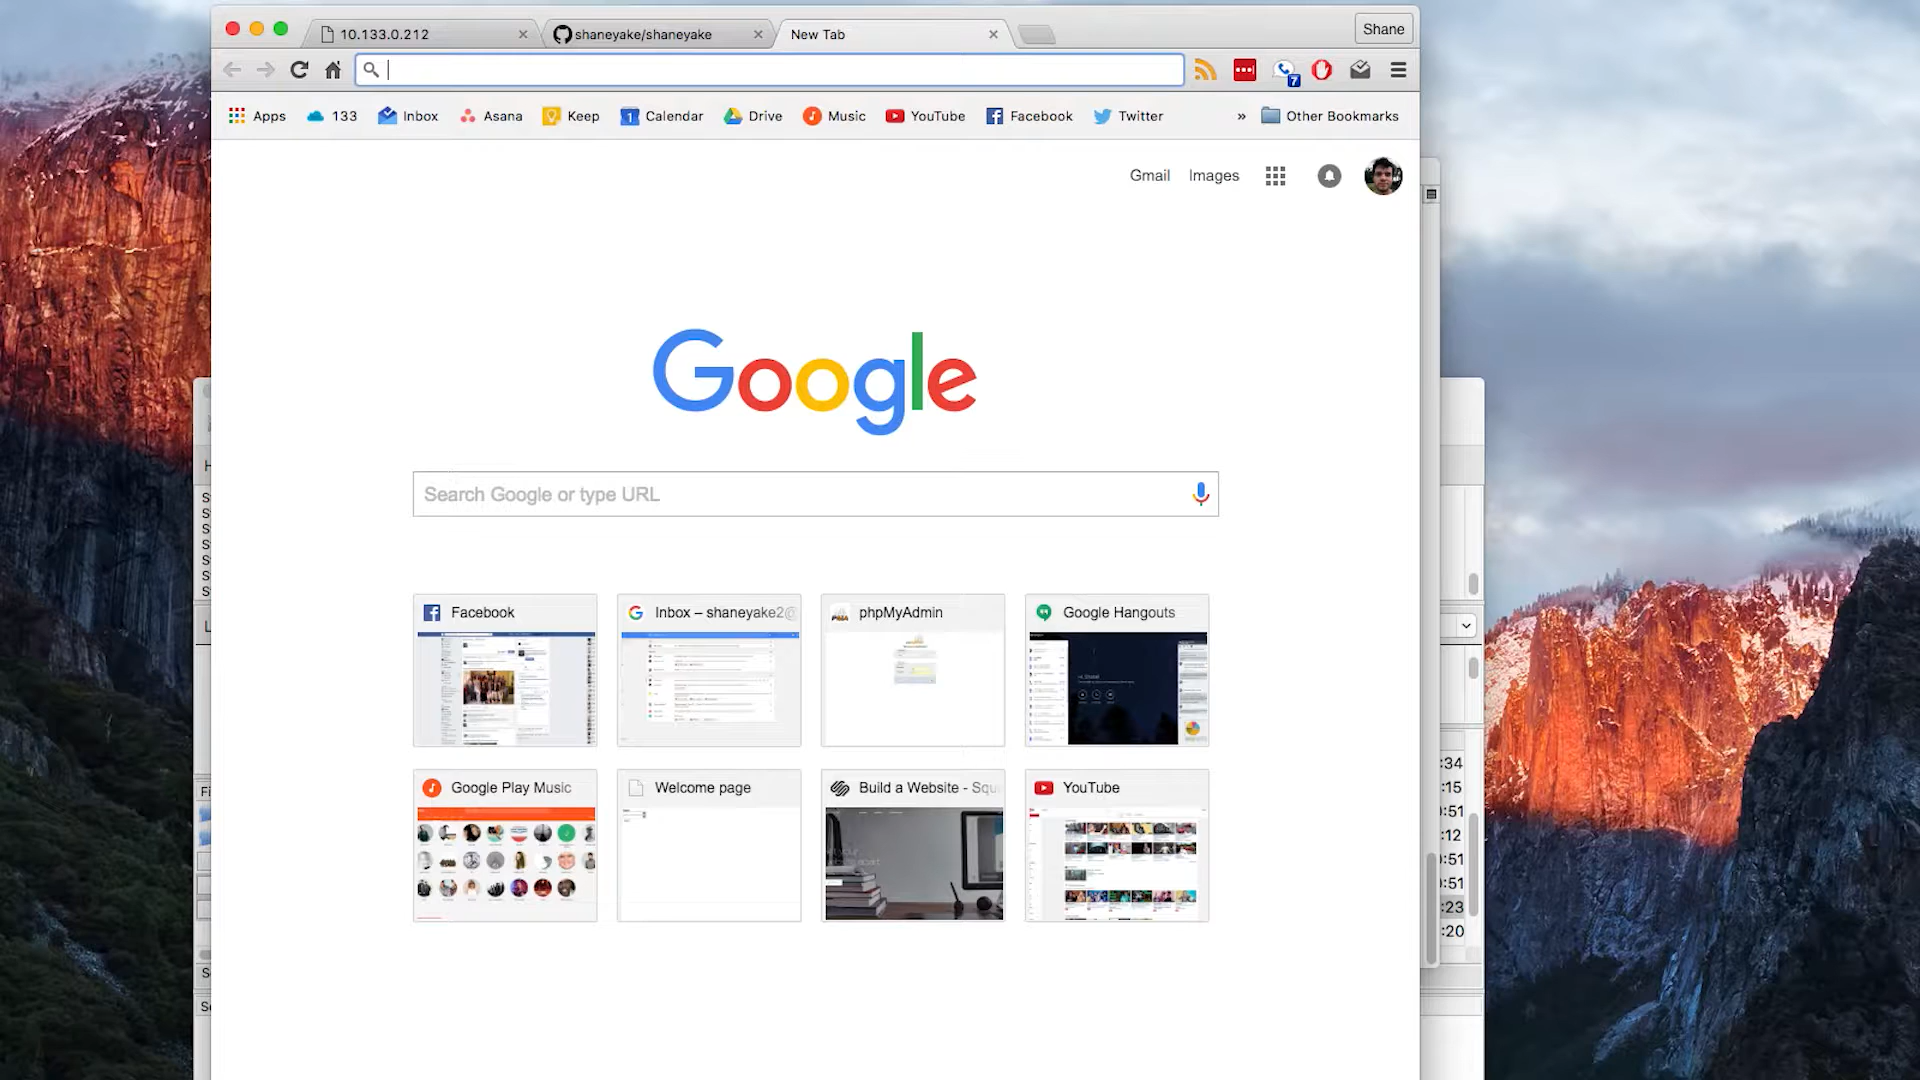 10.133.0.212
shaneyake/shaneyake
New Tab
Shane
7
Apps
133
Inbox
Asana
Keep
1
Calendar
Drive
Music
YouTube
Facebook
Twitter
»
Other Bookmarks
Gmail
Images
Google
Search Google or type URL
Facebook
Inbox – shaneyake2@
phpMyAdmin
Google Hangouts
Google Play Music
Welcome page
Build a Website - Squ
YouTube
:34
:15
:51
:12
:51
:51
:23
:20